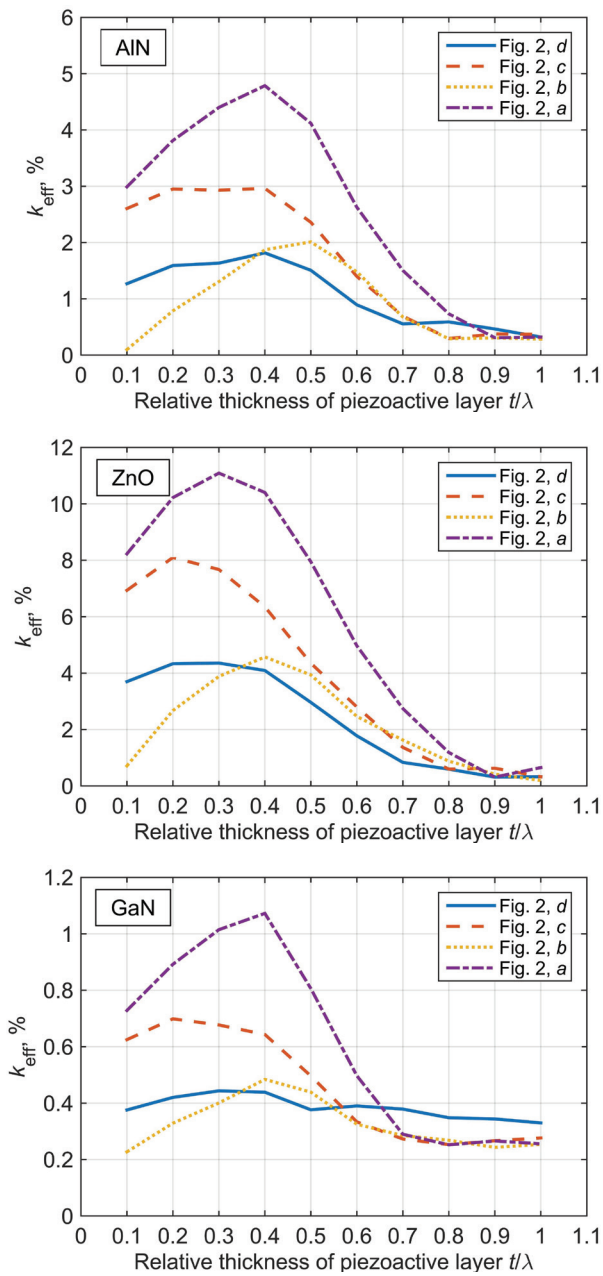 6
AlN
Fig. 2, d
Fig. 2, c
Fig. 2, b
Fig. 2, a
5
4
3
2
1
0
keff, %
0 0.1 0.2 0.3 0.4 0.5 0.6 0.7 0.8 0.9 1 1.1
Relative thickness of piezoactive layer t/λ
12
ZnO
Fig. 2, d
Fig. 2, c
Fig. 2, b
Fig. 2, a
10
8
6
4
2
0
keff, %
0 0.1 0.2 0.3 0.4 0.5 0.6 0.7 0.8 0.9 1 1.1
Relative thickness of piezoactive layer t/λ
1.2
GaN
Fig. 2, d
Fig. 2, c
Fig. 2, b
Fig. 2, a
1
0.8
0.6
0.4
0.2
0
keff, %
0 0.1 0.2 0.3 0.4 0.5 0.6 0.7 0.8 0.9 1 1.1
Relative thickness of piezoactive layer t/λ